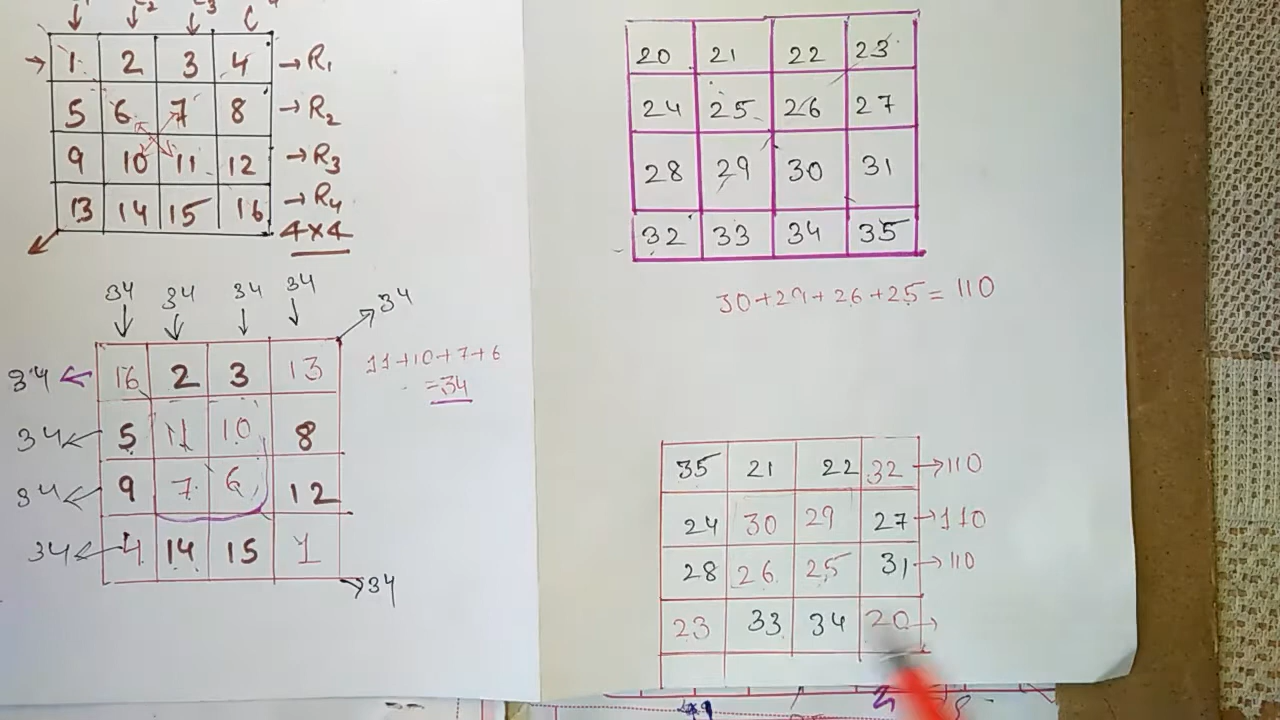 1 2 3 4 → R1
5 6 7 8 → R2
9 10 11 12 → R3
13 14 15 16 → R4
4×4
34 34 34 34
34
34 16 2 3 13
34 5 11 10 8
34 9 7 6 12
34 4 14 15 1
34
11+10+7+6
=34
20 21 22 23
24 25 26 27
28 29 30 31
32 33 34 35
30+29+26+25=110
35 21 22 32 → 110
24 30 29 27 → 110
28 26 25 31 → 110
23 33 34 20 →